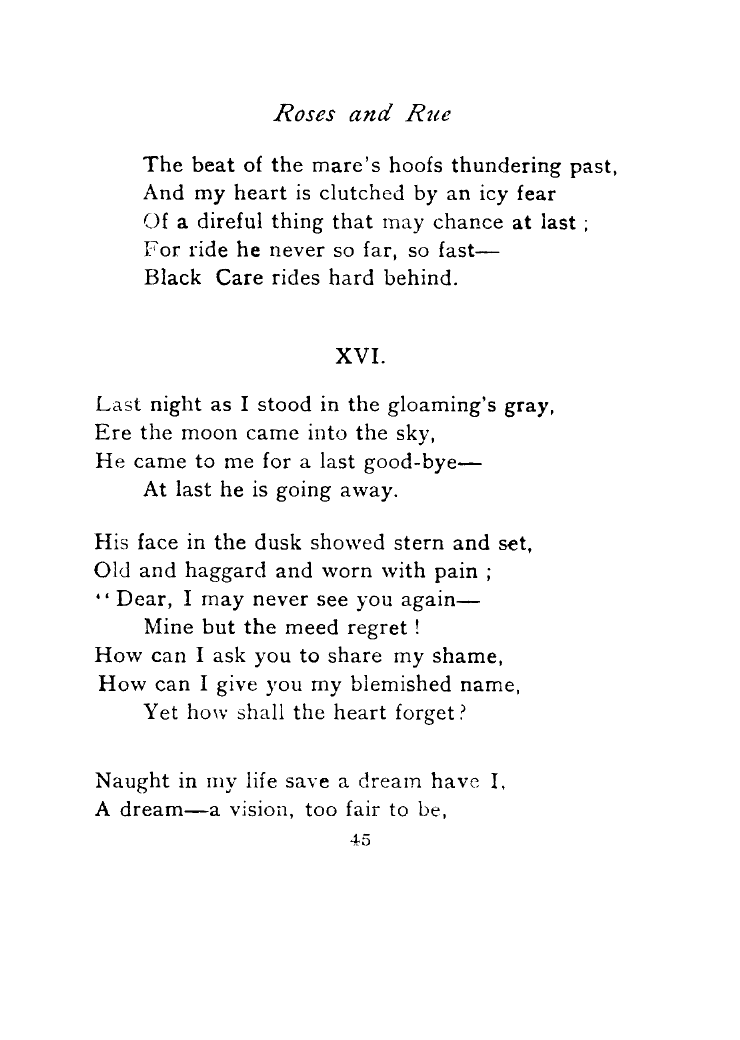 Roses and Rue
The beat of the mare's hoofs thundering past,
And my heart is clutched by an icy fear
Of a direful thing that may chance at last ;
For ride he never so far, so fast—
Black Care rides hard behind.
XVI.
Last night as I stood in the gloaming's gray,
Ere the moon came into the sky,
He came to me for a last good-bye—
At last he is going away.
His face in the dusk showed stern and set,
Old and haggard and worn with pain ;
“ Dear, I may never see you again—
Mine but the meed regret !
How can I ask you to share my shame,
How can I give you my blemished name,
Yet how shall the heart forget?
Naught in my life save a dream have I,
A dream—a vision, too fair to be,
45